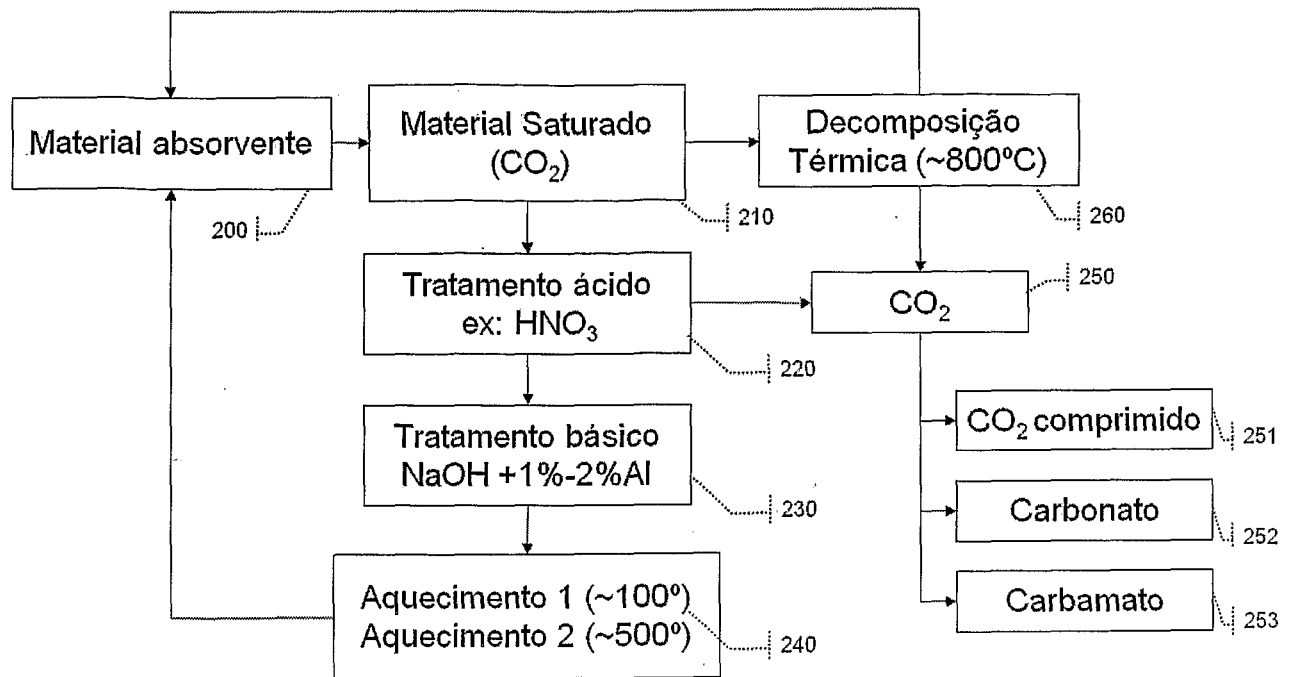 Material absorvente
Material Saturado
(CO₂)
Decomposição
Térmica (~800ºC)
200
210
260
Tratamento ácido
ex: HNO₃
CO₂
250
220
Tratamento básico
NaOH +1%-2%Al
230
CO₂ comprimido
251
Carbonato
252
Aquecimento 1 (~100º)
Aquecimento 2 (~500º)
240
Carbamato
253